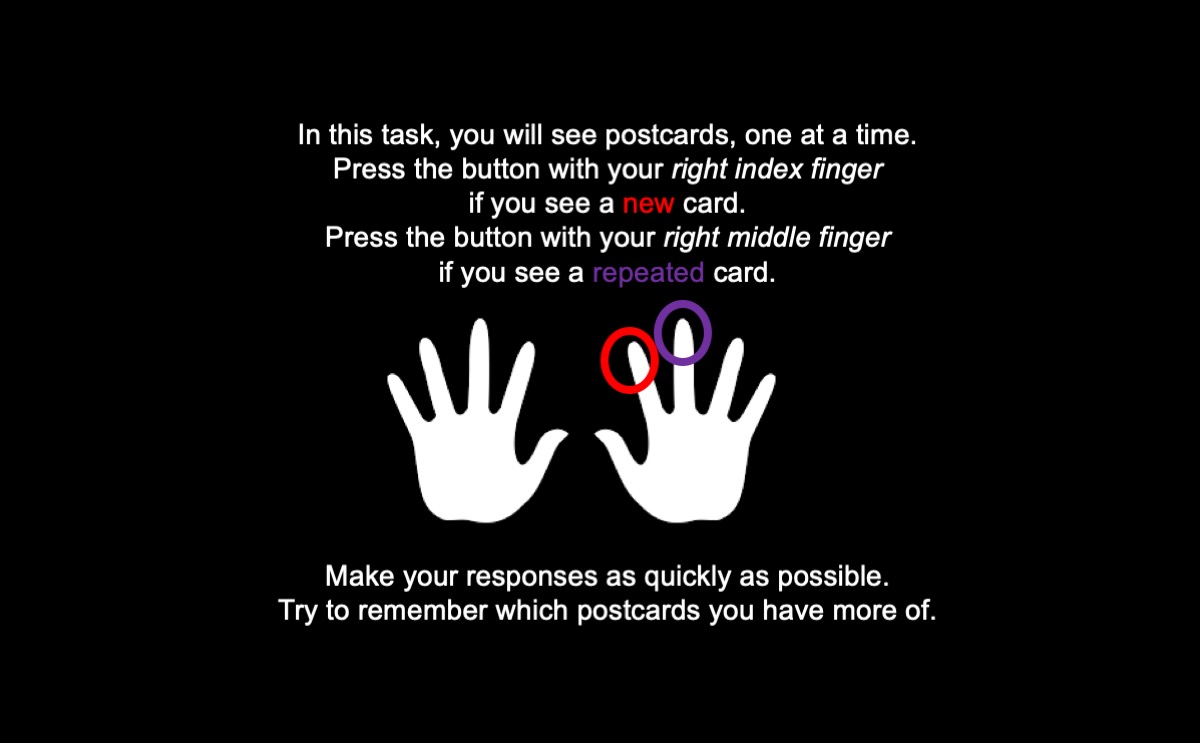 In this task, you will see postcards, one at a time.
Press the button with your right index finger
if you see a new card.
Press the button with your right middle finger
if you see a repeated card.
Make your responses as quickly as possible.
Try to remember which postcards you have more of.